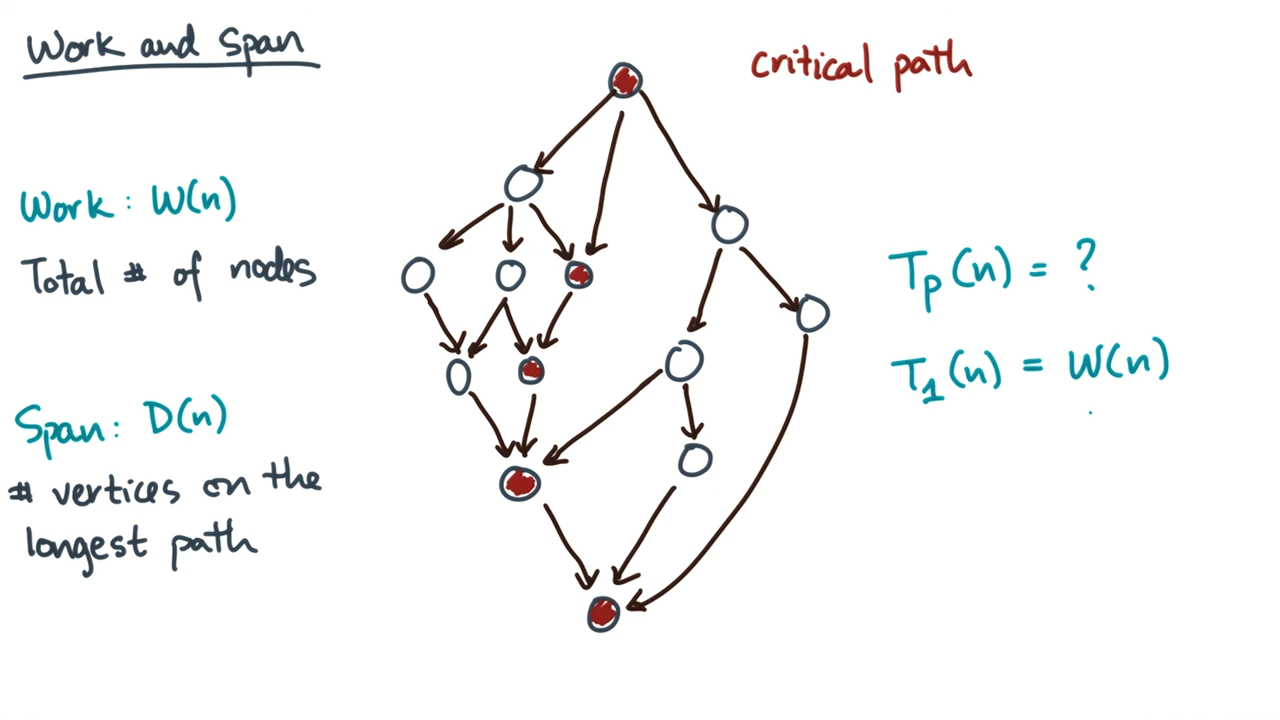 Work and Span
critical path
Work: W(n)
Total # of nodes
Span: D(n)
# vertices on the
longest path
Tp(n) = ?
T1(n) = W(n)